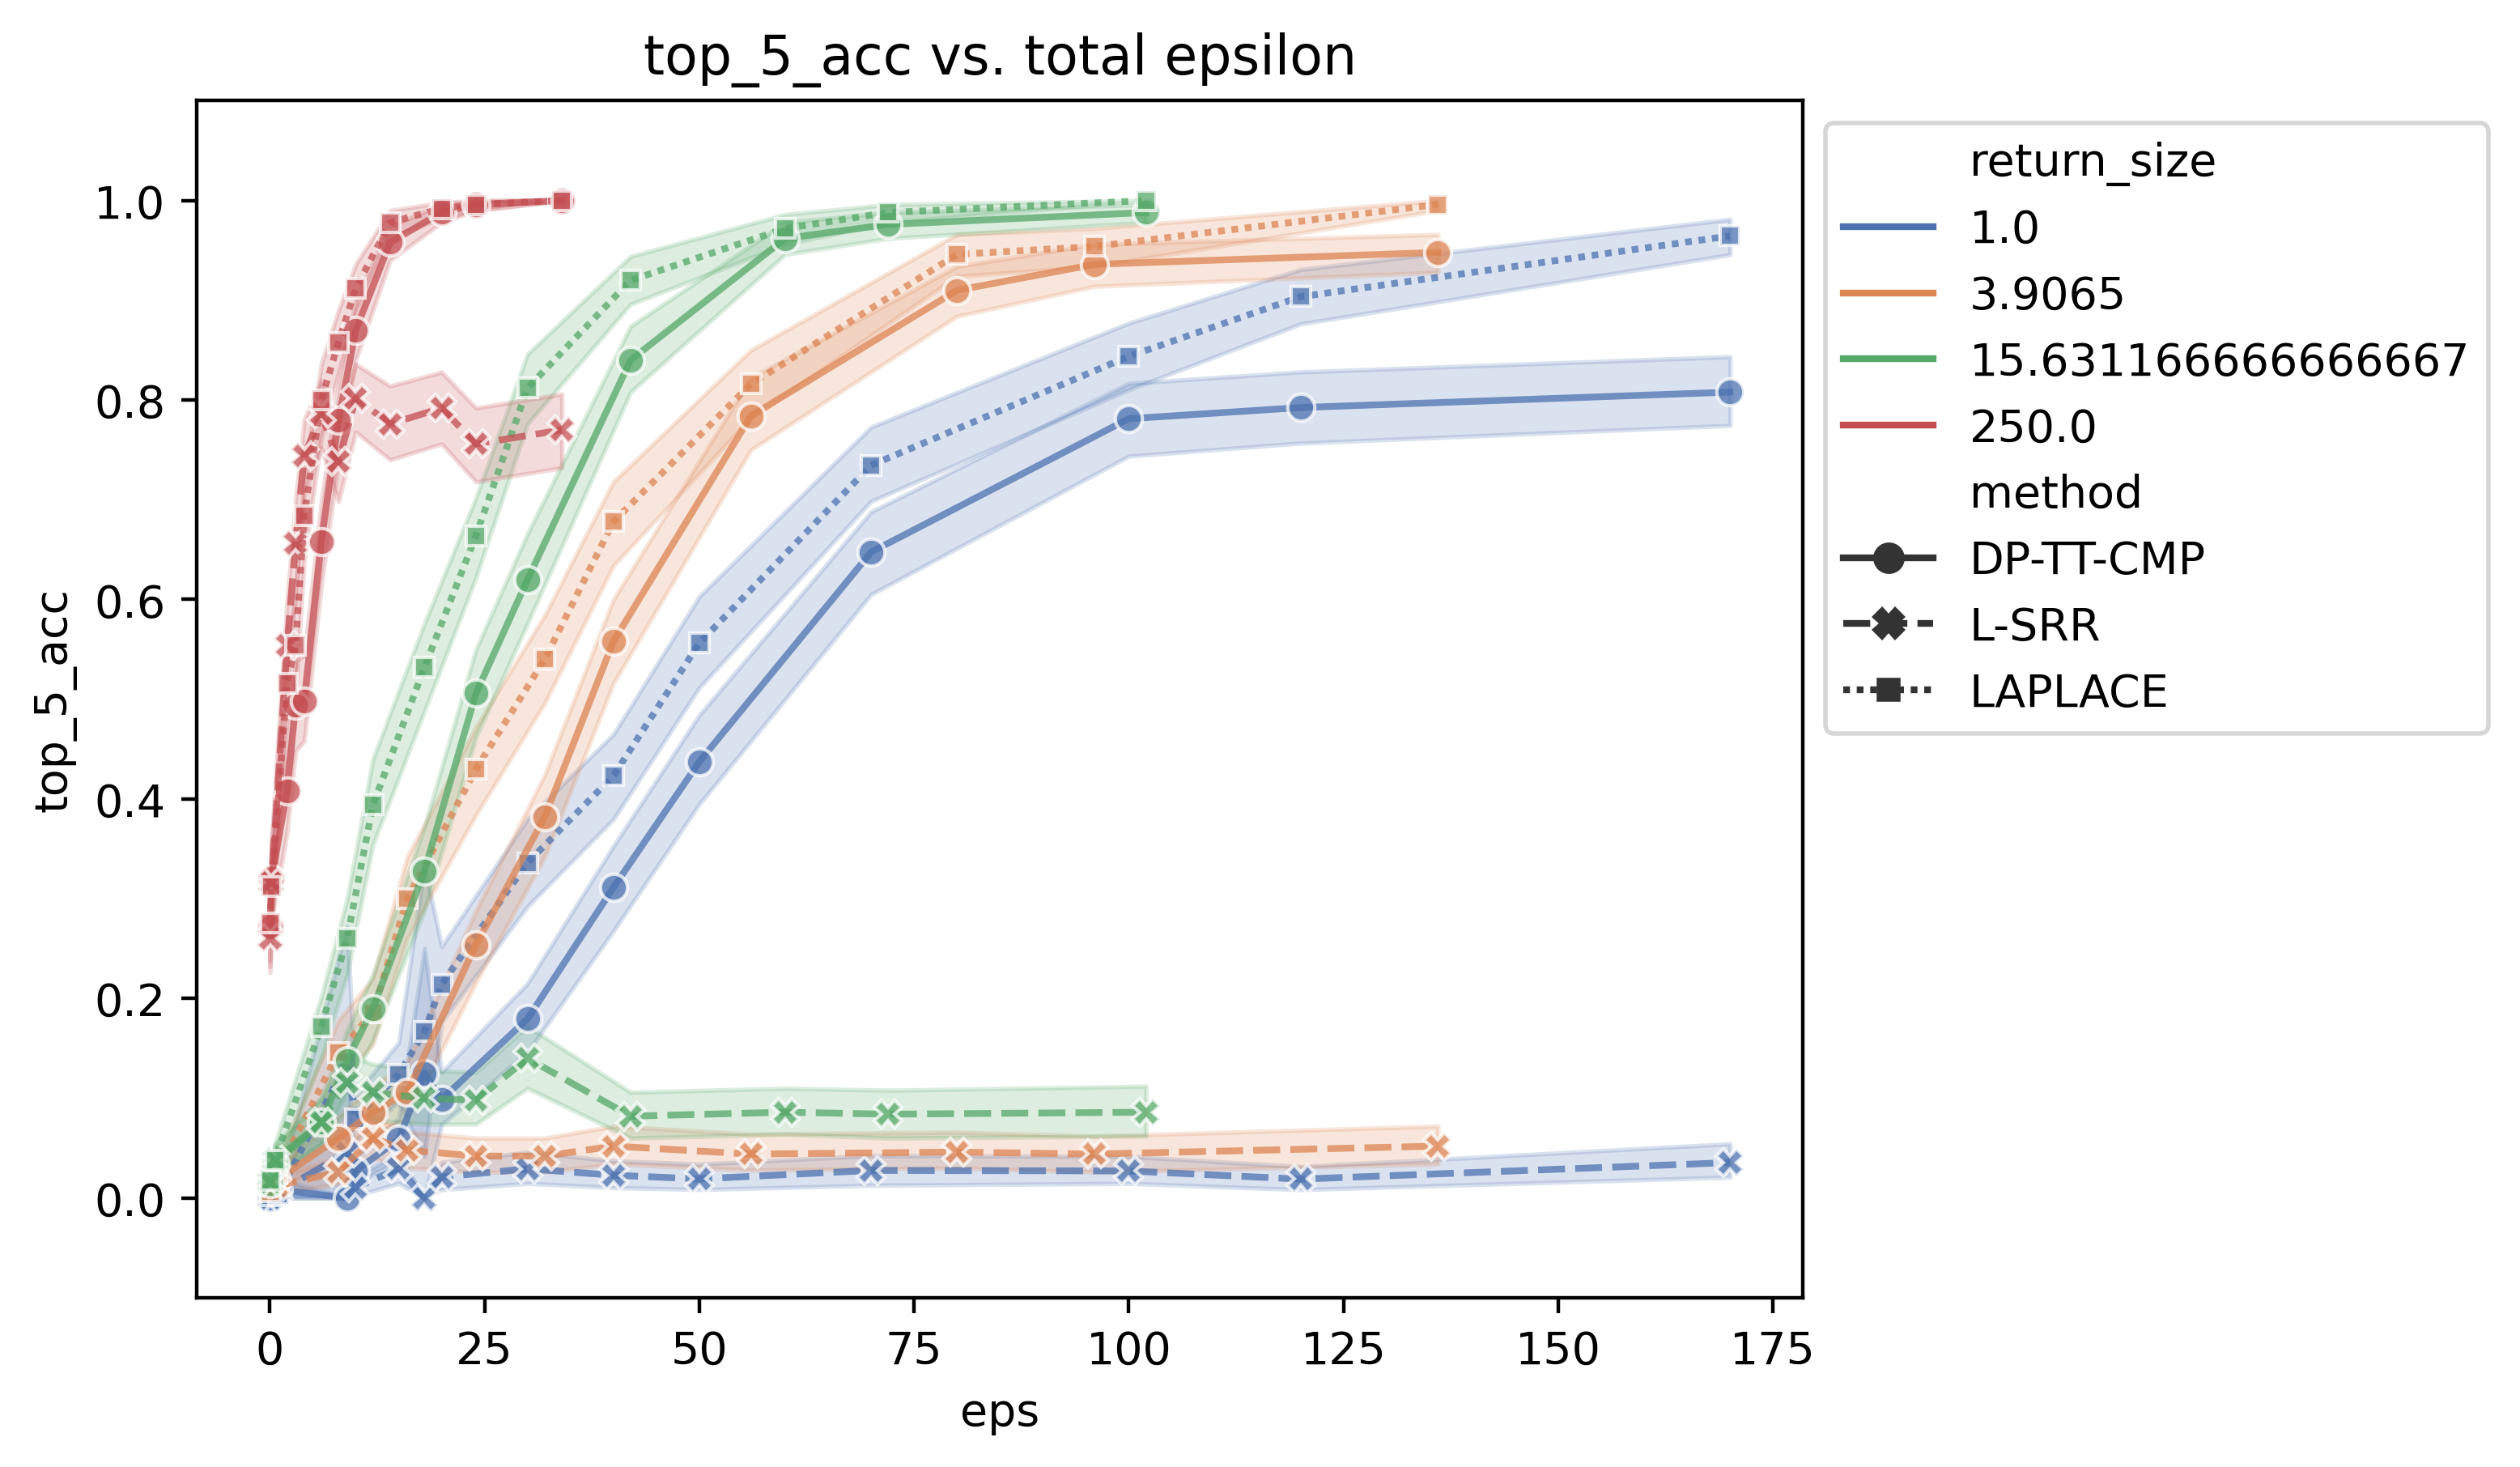 top_5_acc vs. total epsilon
top_5_acc
1.0
0.8
0.6
0.4
0.2
0.0
0 25 50 75 100 125 150 175
eps
return_size
1.0
3.9065
15.631166666666667
250.0
method
DP-TT-CMP
L-SRR
LAPLACE